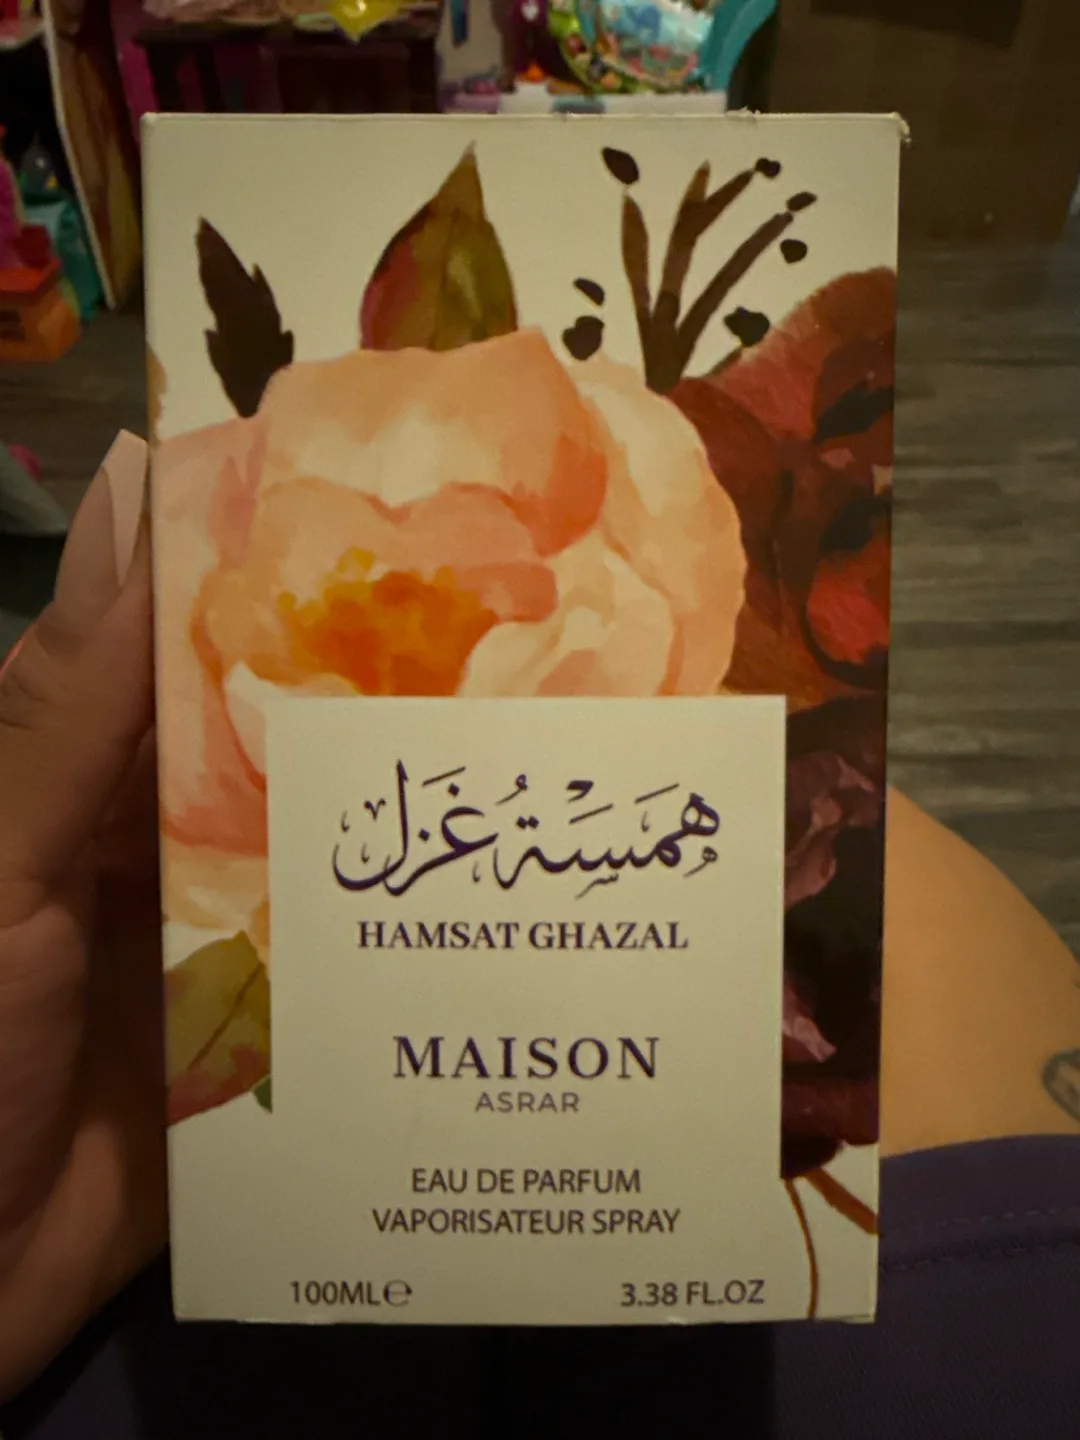 همسة غزل
HAMSAT GHAZAL
MAISON
ASRAR
EAU DE PARFUM
VAPORISATEUR SPRAY
100ML℮ 3.38 FL.OZ